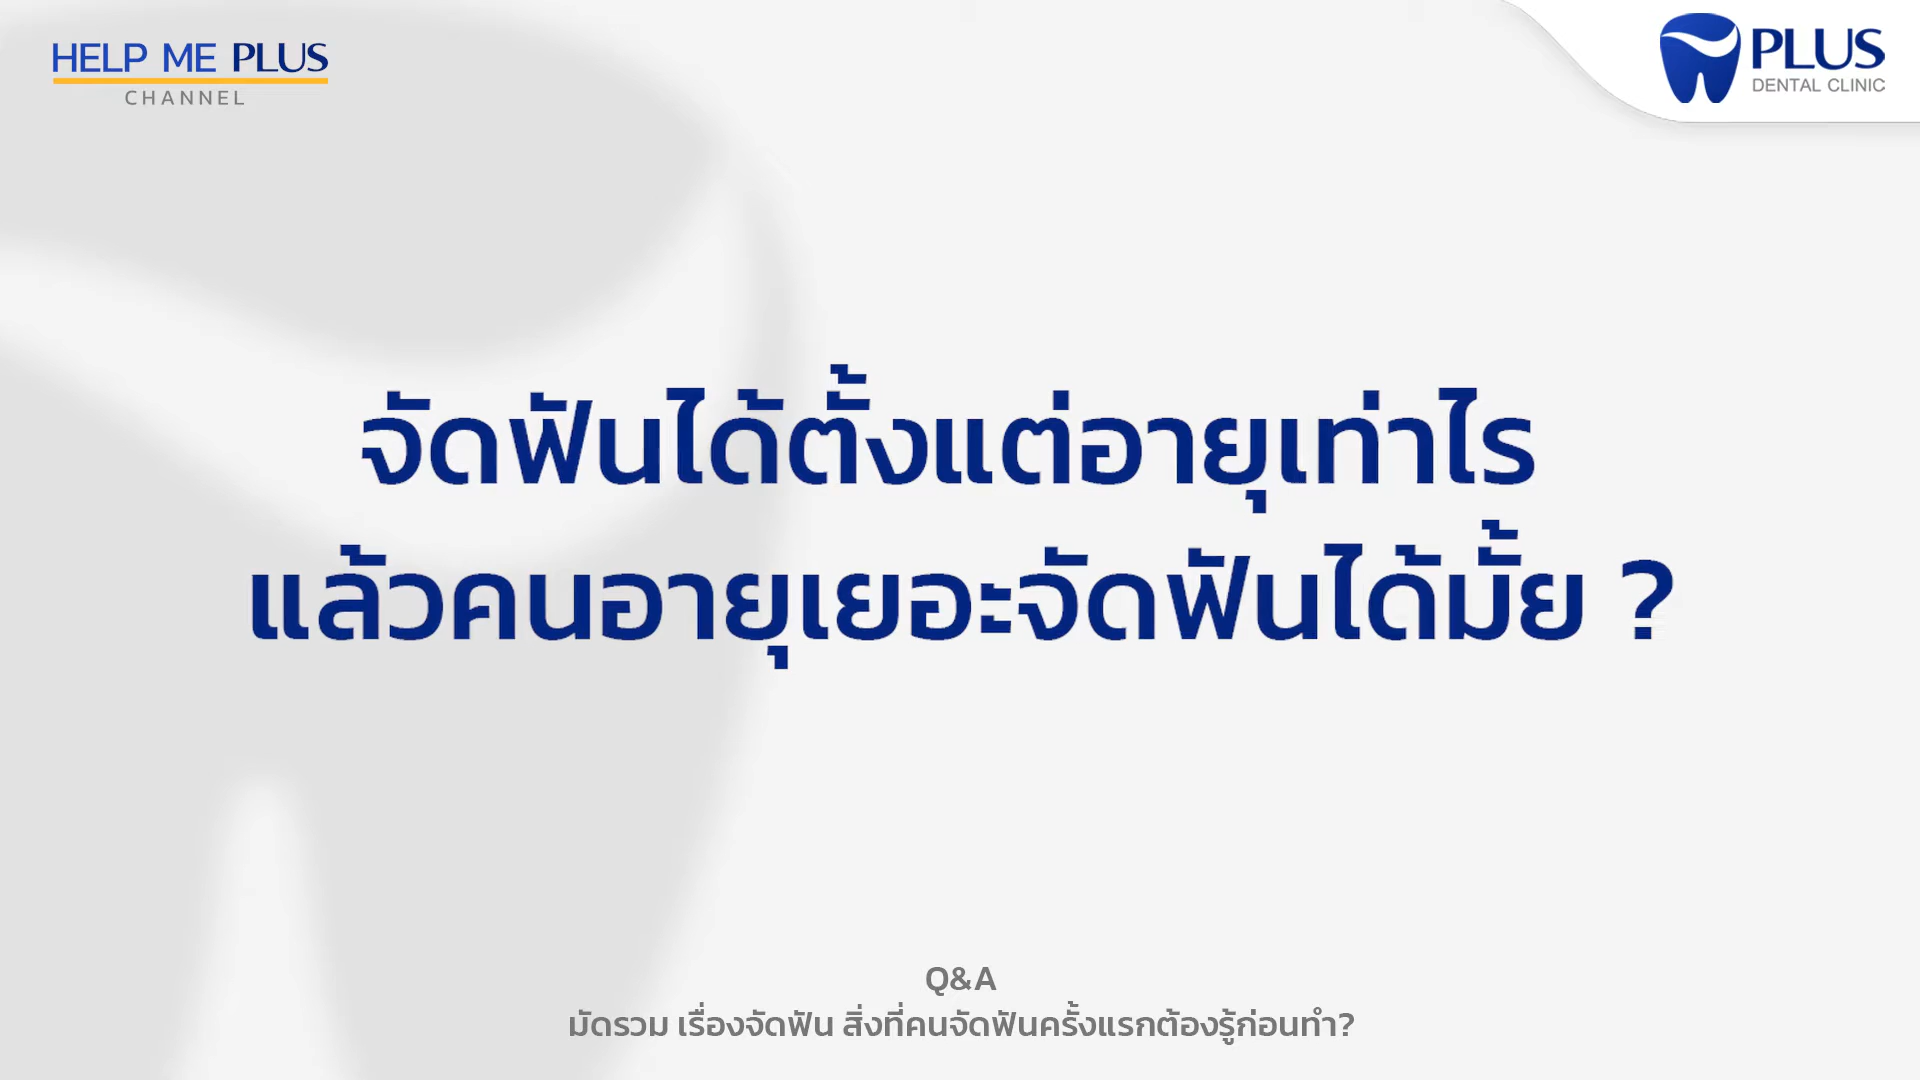 HELP ME PLUS
CHANNEL
PLUS
DENTAL CLINIC
จัดฟันได้ตั้งแต่อายุเท่าไร
แล้วคนอายุเยอะจัดฟันได้มั้ย ?
Q&A
มัดรวม เรื่องจัดฟัน สิ่งที่คนจัดฟันครั้งแรกต้องรู้ก่อนทำ?